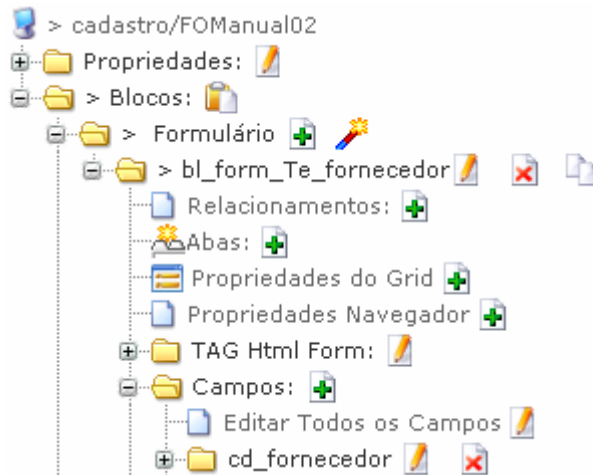 > cadastro/FOManual02
Propriedades:
> Blocos:
> Formulário
> bl_form_Te_fornecedor
Relacionamentos:
Abas:
Propriedades do Grid
Propriedades Navegador
TAG Html Form:
Campos:
Editar Todos os Campos
cd_fornecedor